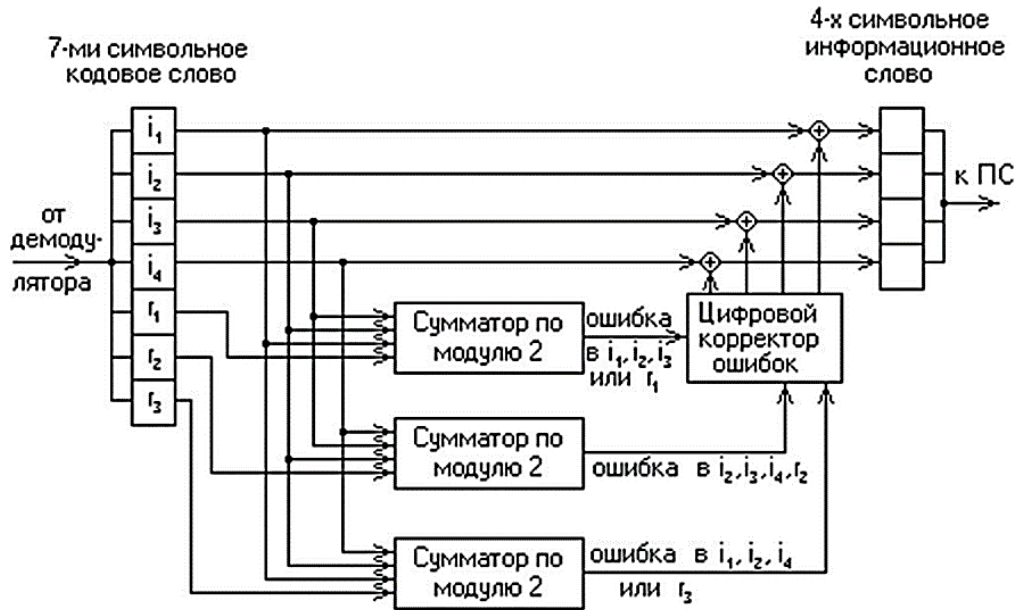 7-ми символьное
кодовое слово
4-х символьное
информационное
слово
i₁
i₂
i₃
i₄
r₁
r₂
r₃
от
демоду-
лятора
к ПС
Сумматор по
модулю 2
ошибка
в i₁, i₂, i₃
или r₁
Цифровой
корректор
ошибок
Сумматор по
модулю 2
ошибка в i₂, i₃, i₄, r₂
Сумматор по
модулю 2
ошибка в i₁, i₂, i₄
или r₃